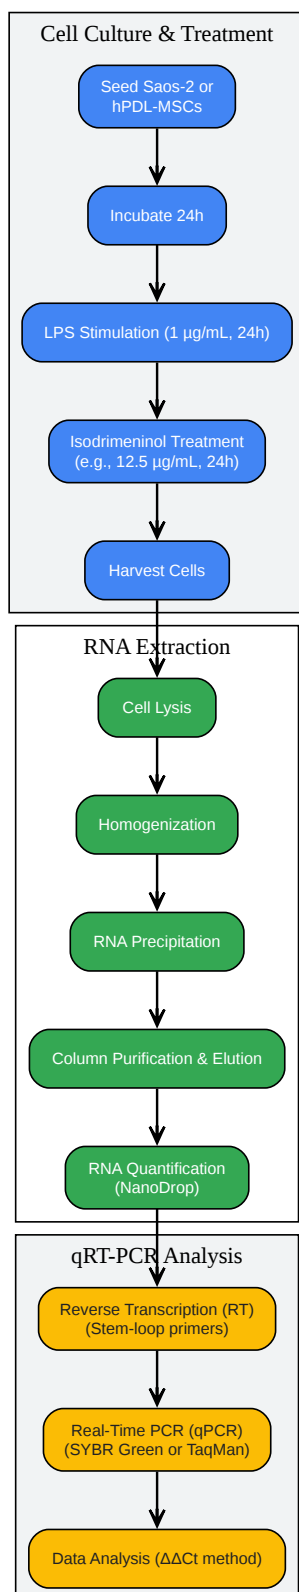 Cell Culture & Treatment
Seed Saos-2 or
hPDL-MSCs
Incubate 24h
LPS Stimulation (1 µg/mL, 24h)
Isodrimeninol Treatment
(e.g., 12.5 µg/mL, 24h)
Harvest Cells
RNA Extraction
Cell Lysis
Homogenization
RNA Precipitation
Column Purification & Elution
RNA Quantification
(NanoDrop)
qRT-PCR Analysis
Reverse Transcription (RT)
(Stem-loop primers)
Real-Time PCR (qPCR)
(SYBR Green or TaqMan)
Data Analysis (ΔΔCt method)